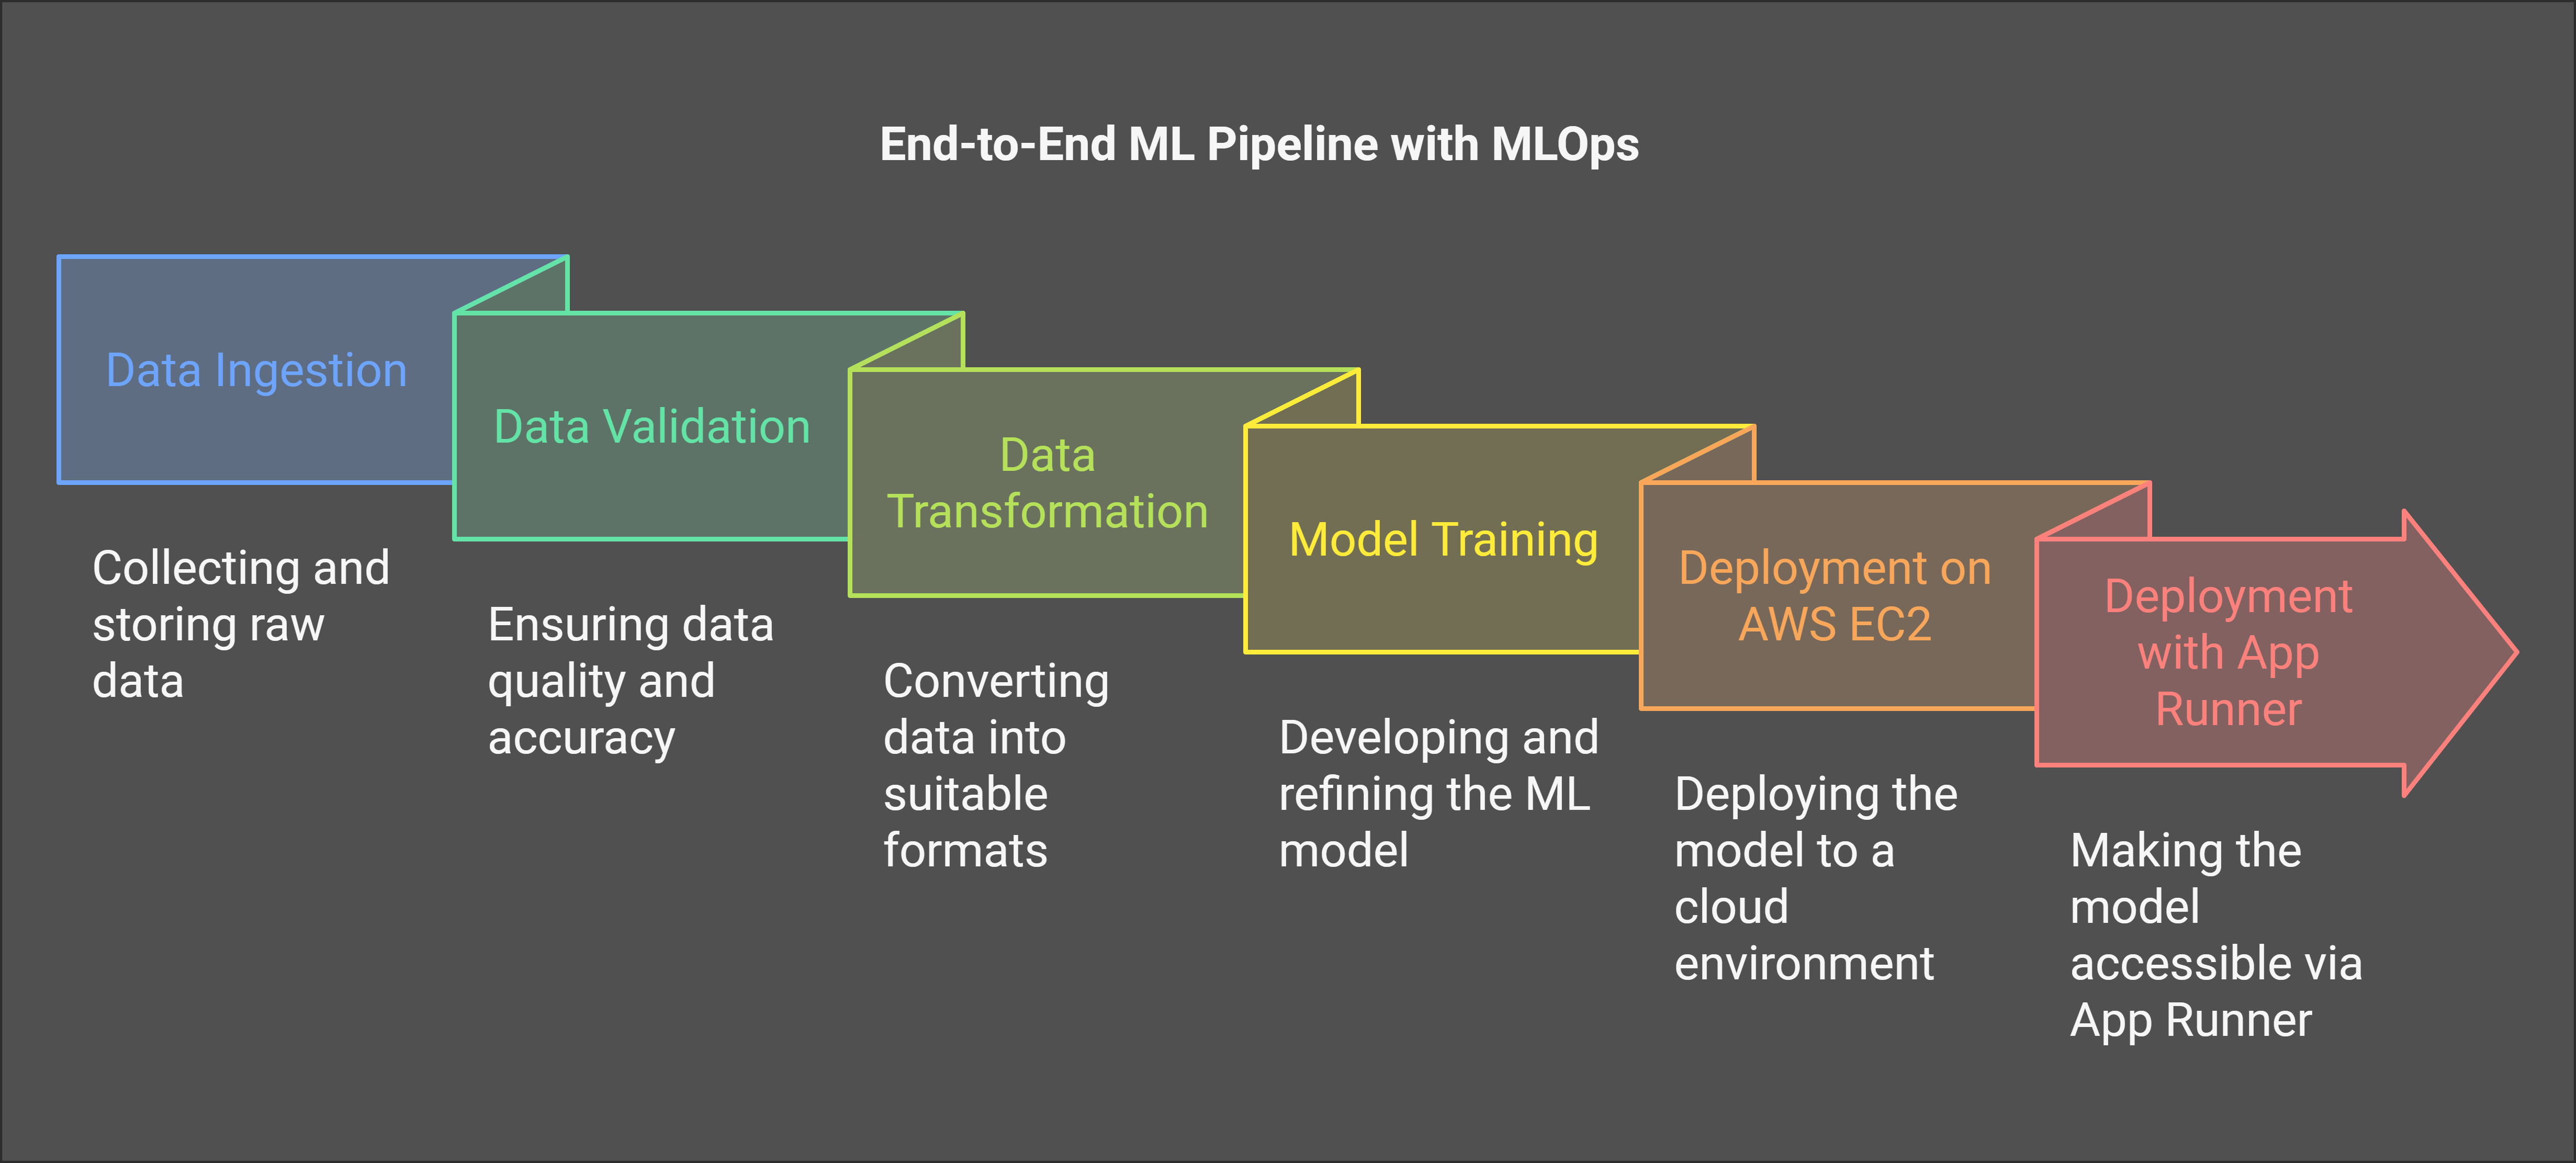 End-to-End ML Pipeline with MLOps
Data Ingestion
Collecting and
storing raw
data
Data Validation
Ensuring data
quality and
accuracy
Data
Transformation
Converting
data into
suitable
formats
Model Training
Developing and
refining the ML
model
Deployment on
AWS EC2
Deploying the
model to a
cloud
environment
Deployment
with App
Runner
Making the
model
accessible via
App Runner